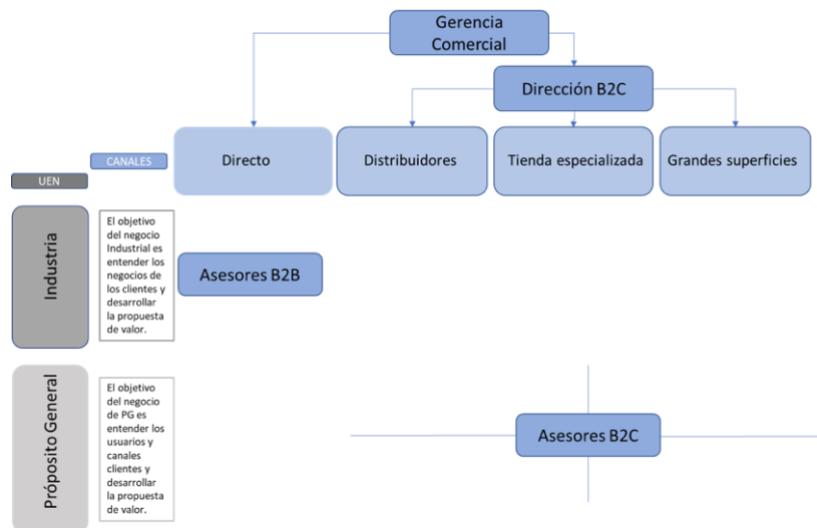 Gerencia
Comercial
Dirección B2C
Directo
Distribuidores
Tienda especializada
Grandes superficies
CANALES
UEN
Industria
El objetivo
del negocio
Industrial es
entender los
negocios de
los clientes y
desarrollar
la propuesta
de valor.
Asesores B2B
Próposito General
El objetivo
del negocio
de PG es
entender los
usuarios y
canales
clientes y
desarrollar
la propuesta
de valor.
Asesores B2C